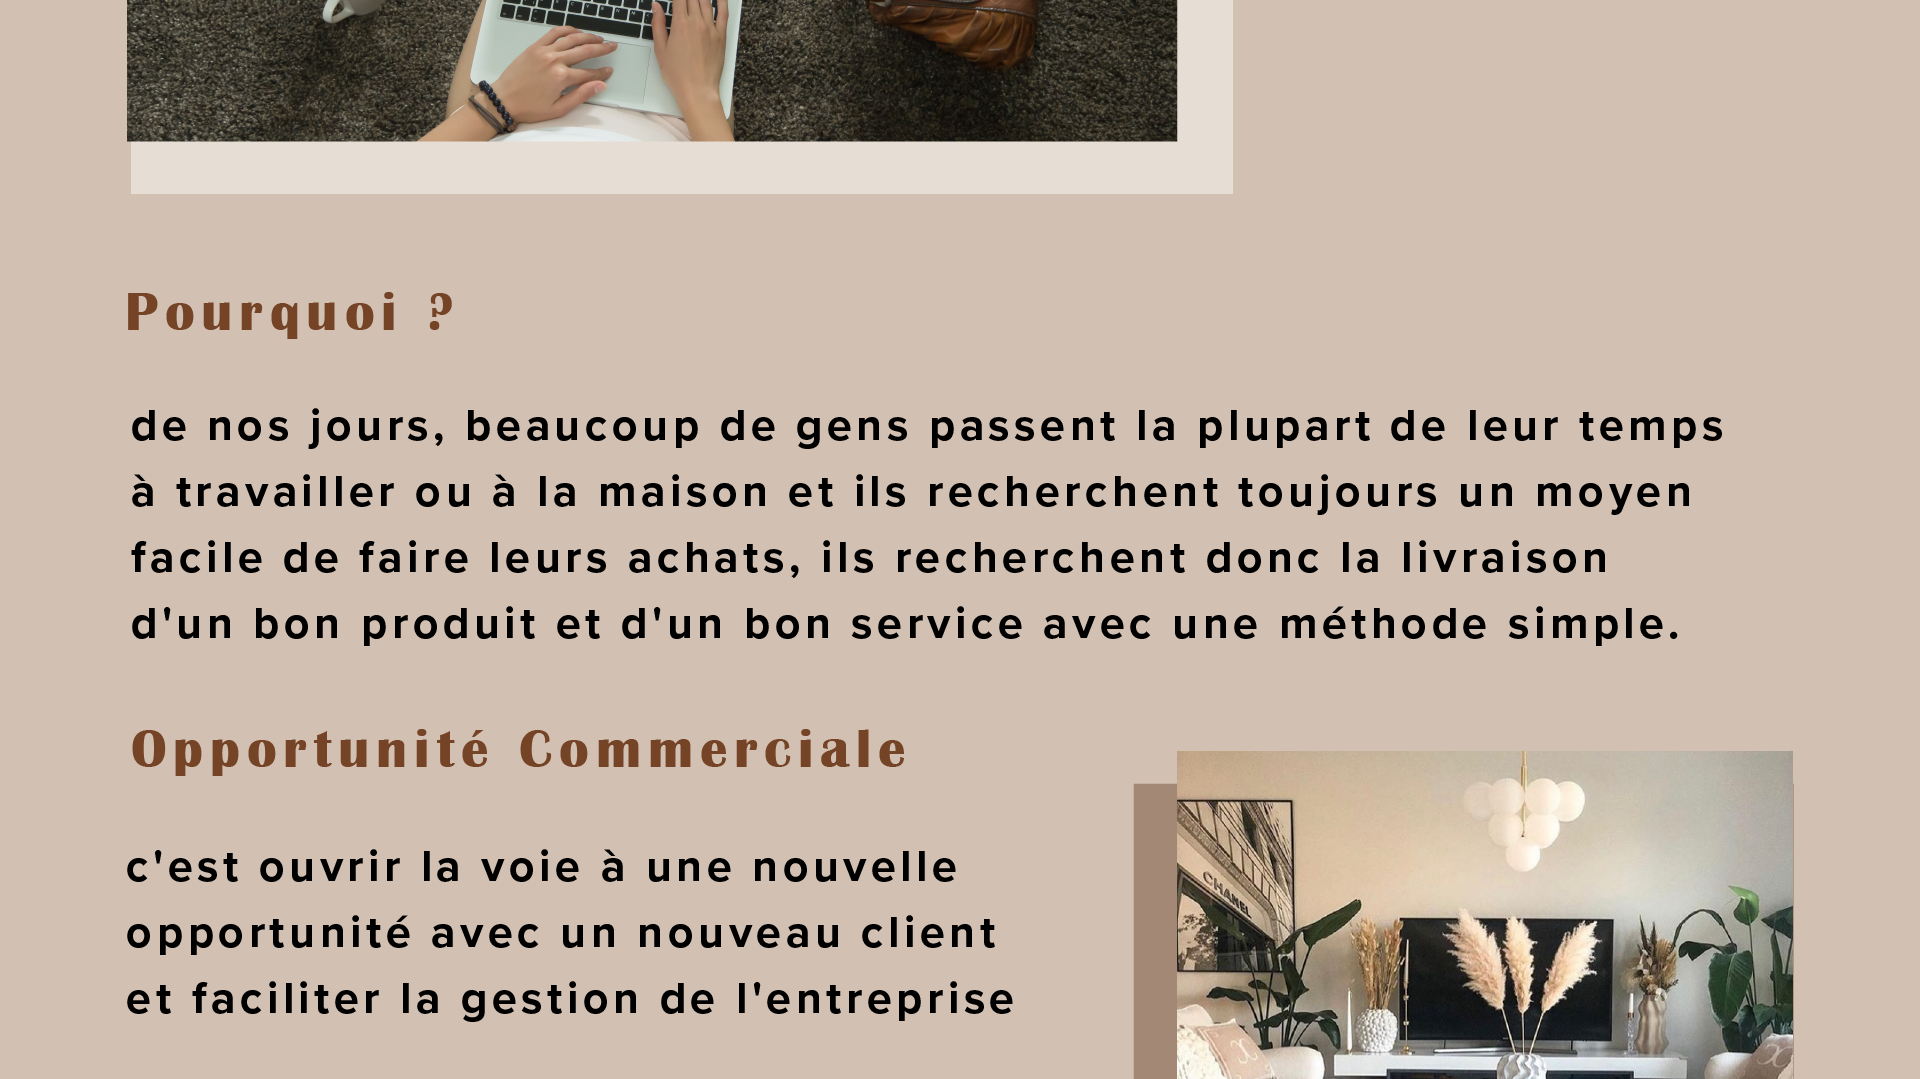 Pourquoi ?
de nos jours, beaucoup de gens passent la plupart de leur temps
à travailler ou à la maison et ils recherchent toujours un moyen
facile de faire leurs achats, ils recherchent donc la livraison
d'un bon produit et d'un bon service avec une méthode simple.
Opportunité Commerciale
c'est ouvrir la voie à une nouvelle
opportunité avec un nouveau client
et faciliter la gestion de l'entreprise
CHANEL